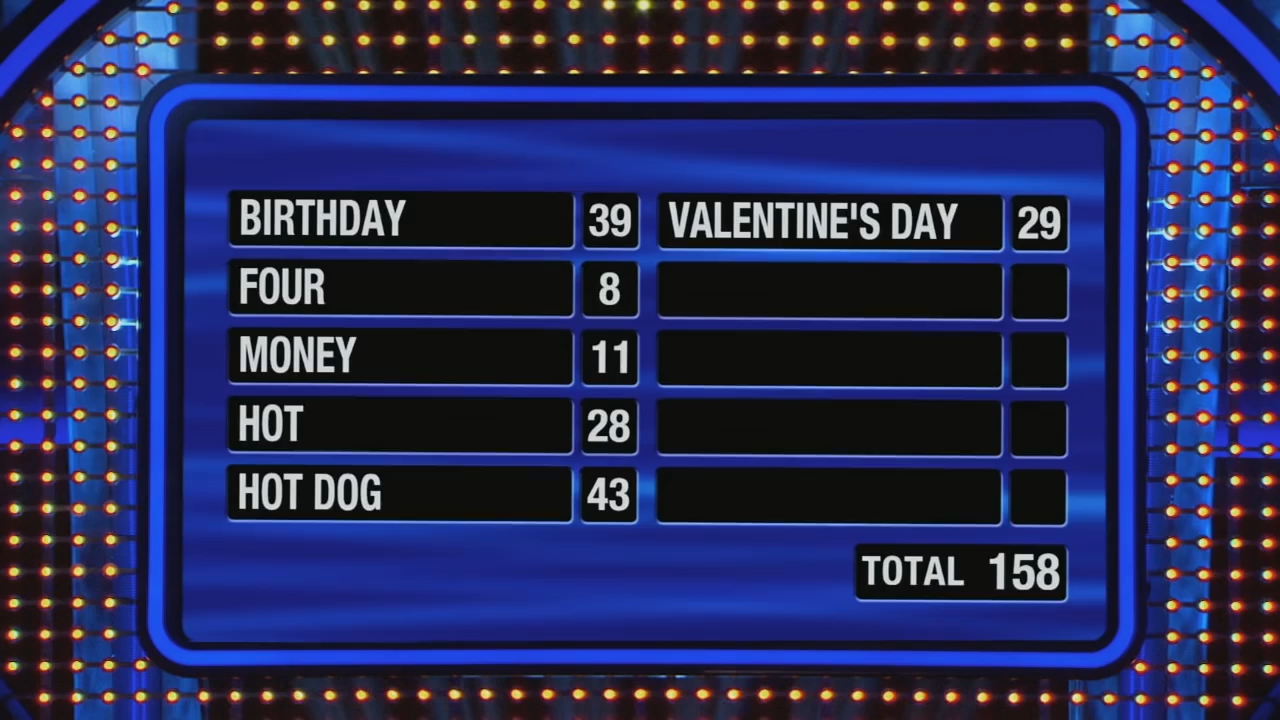 BIRTHDAY 39
FOUR 8
MONEY 11
HOT 28
HOT DOG 43
VALENTINE'S DAY 29
TOTAL 158